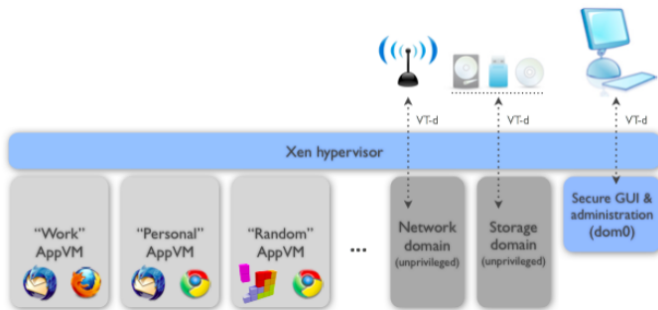 VT-d
VT-d
VT-d
Xen hypervisor
“Work”
AppVM
“Personal”
AppVM
“Random”
AppVM
...
Network
domain
(unprivileged)
Storage
domain
(unprivileged)
Secure GUI &
administration
(dom0)